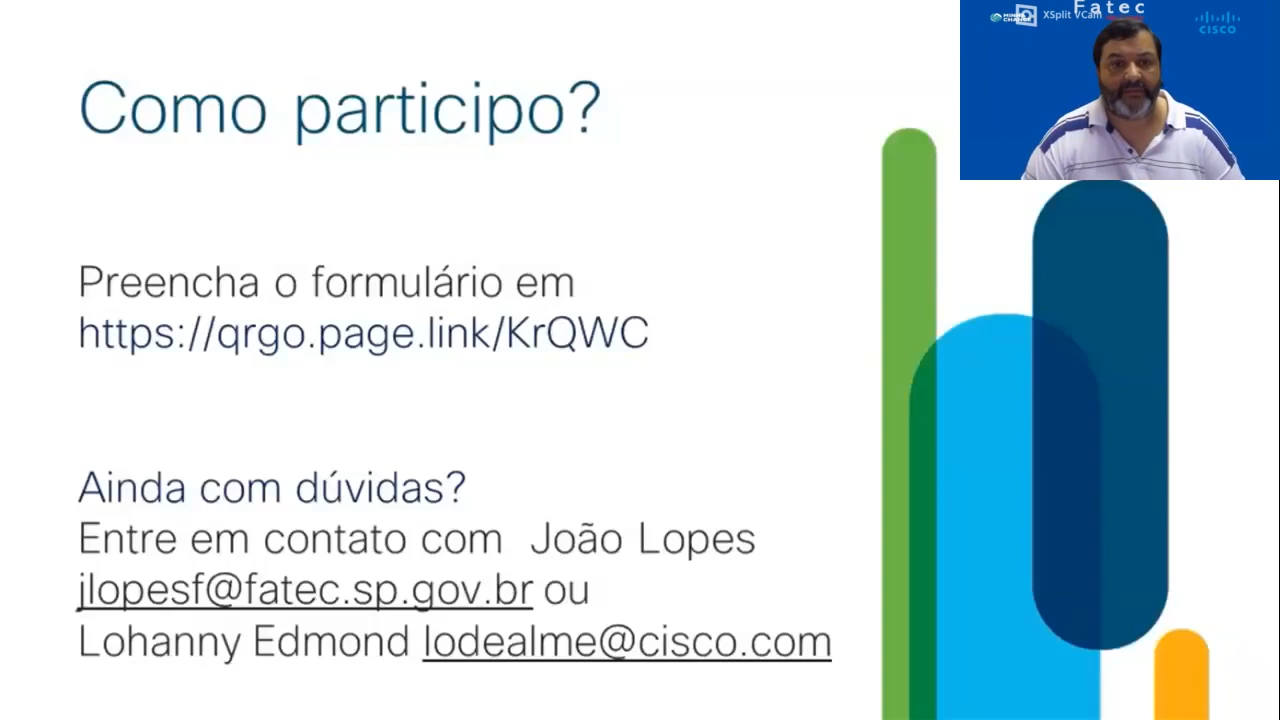 Como participo?
Preencha o formulário em
https://qrgo.page.link/KrQWC
Ainda com dúvidas?
Entre em contato com João Lopes
jlopesf@fatec.sp.gov.br ou
Lohanny Edmond lodealme@cisco.com
Fatec
XSplit VCam
CISCO